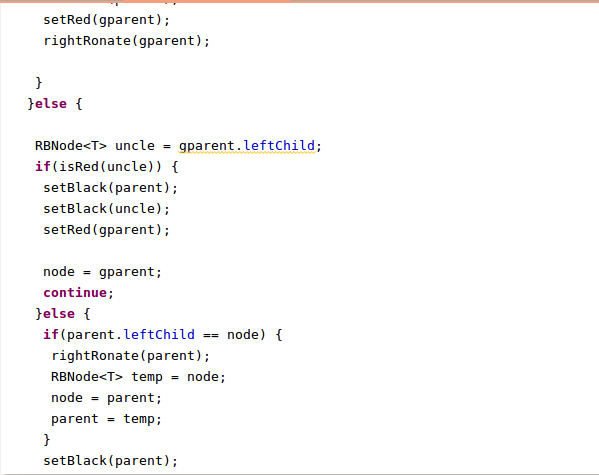 setRed(gparent);
rightRonate(gparent);
}
}else {
RBNode<T> uncle = gparent.leftChild;
if(isRed(uncle)) {
setBlack(parent);
setBlack(uncle);
setRed(gparent);
node = gparent;
continue;
}else {
if(parent.leftChild == node) {
rightRonate(parent);
RBNode<T> temp = node;
node = parent;
parent = temp;
}
setBlack(parent);